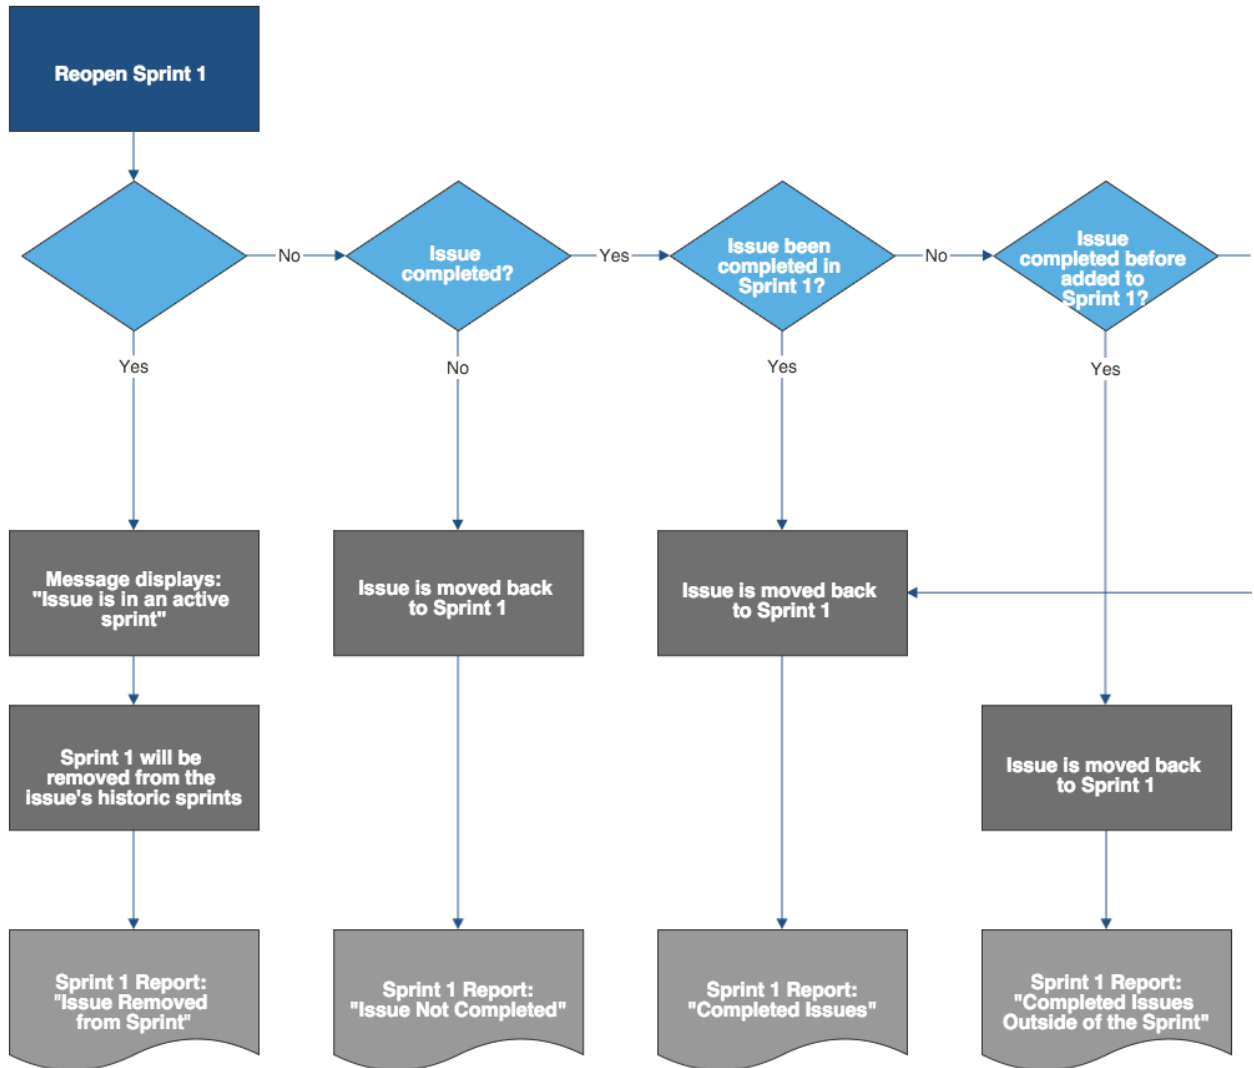 Reopen Sprint 1
No
Issue
completed?
Yes
Issue been
completed in
Sprint 1?
No
Issue
completed before
added to
Sprint 1?
Yes
No
Yes
Yes
Message displays:
"Issue is in an active
sprint"
Issue is moved back
to Sprint 1
Issue is moved back
to Sprint 1
Sprint 1 will be
removed from the
issue's historic sprints
Issue is moved back
to Sprint 1
Sprint 1 Report:
"Issue Removed
from Sprint"
Sprint 1 Report:
"Issue Not Completed"
Sprint 1 Report:
"Completed Issues"
Sprint 1 Report:
"Completed Issues
Outside of the Sprint"